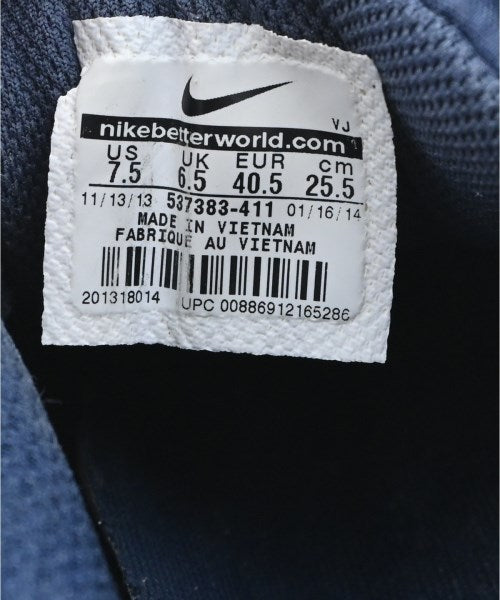 VJ
nikebetterworld.com
US UK EUR cm
7.5 6.5 40.5 25.5
11/13/13 537383-411 01/16/14
MADE IN VIETNAM
FABRIQUE AU VIETNAM
201318014 UPC 00886912165286